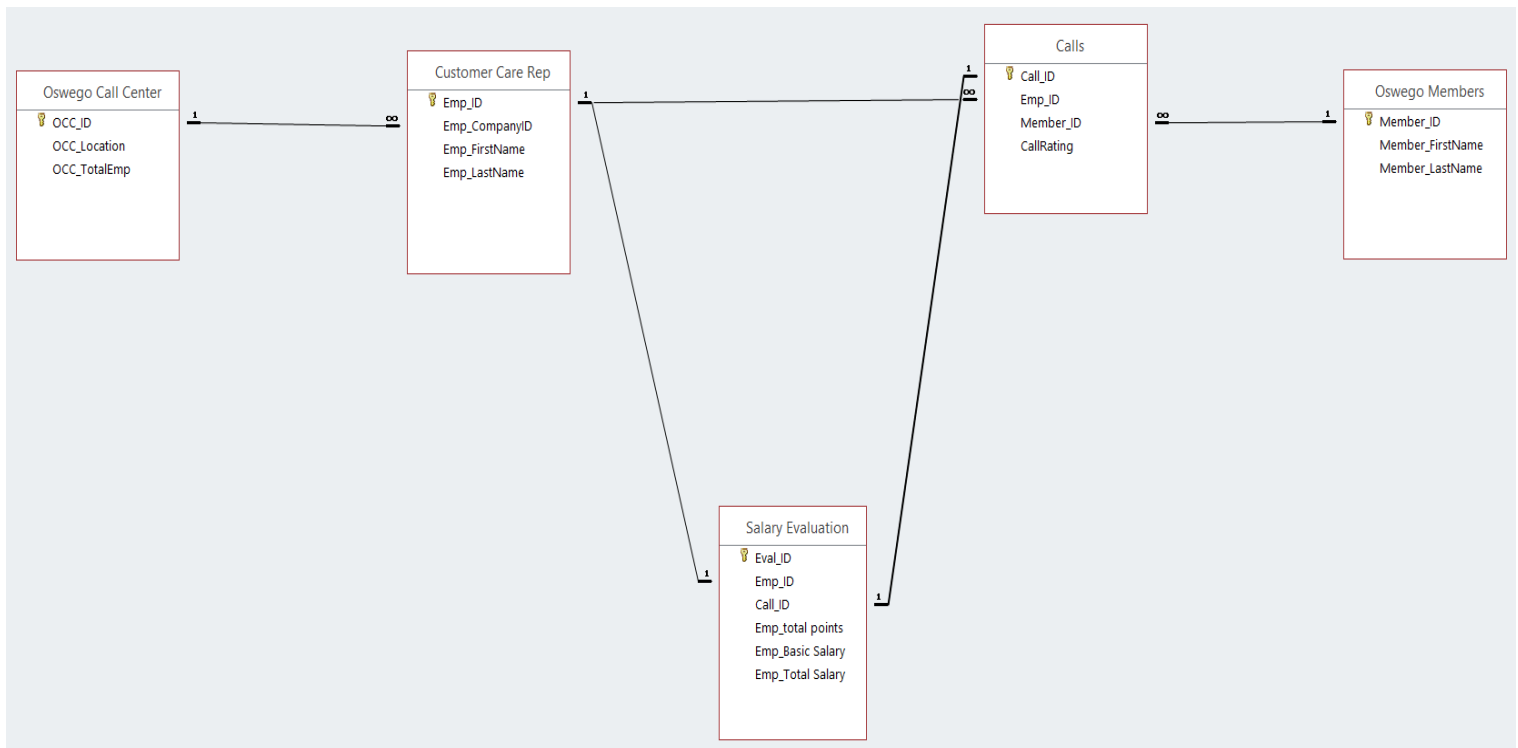 Oswego Call Center
OCC_ID
OCC_Location
OCC_TotalEmp
1
∞
Customer Care Rep
Emp_ID
Emp_CompanyID
Emp_FirstName
Emp_LastName
1
1
∞
Calls
Call_ID
Emp_ID
Member_ID
CallRating
∞
1
Oswego Members
Member_ID
Member_FirstName
Member_LastName
1
Salary Evaluation
Eval_ID
Emp_ID
Call_ID
Emp_total points
Emp_Basic Salary
Emp_Total Salary
1